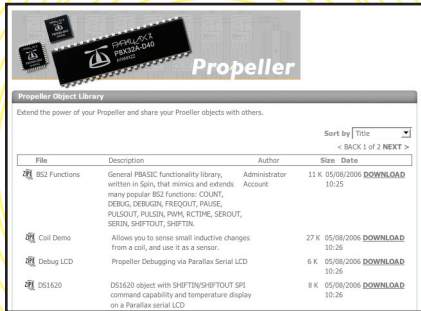 PARALLAX
P8X32A-D40
Propeller
Propeller Object Library
Extend the power of your Propeller and share your Proeller objects with others.
Sort by Title
< BACK 1 of 2 NEXT >
File Description Author Size Date
BS2 Functions General PBASIC functionality library, Administrator 11 K 05/08/2006 DOWNLOAD
written in Spin, that mimics and extends Account 10:25
many popular BS2 functions: COUNT,
DEBUG, DEBUGIN, FREQOUT, PAUSE,
PULSOUT, PULSIN, PWM, RCTIME, SEROUT,
SERIN, SHIFTOUT, SHIFTIN.
Coil Demo Allows you to sense small inductive changes 27 K 05/08/2006 DOWNLOAD
from a coil, and use it as a sensor. 10:26
Debug LCD Propeller Debugging via Parallax Serial LCD 6 K 05/08/2006 DOWNLOAD
10:26
DS1620 DS1620 object with SHIFTIN/SHIFTOUT SPI 8 K 05/08/2006 DOWNLOAD
command capability and temperature display 10:26
on a Parallax serial LCD